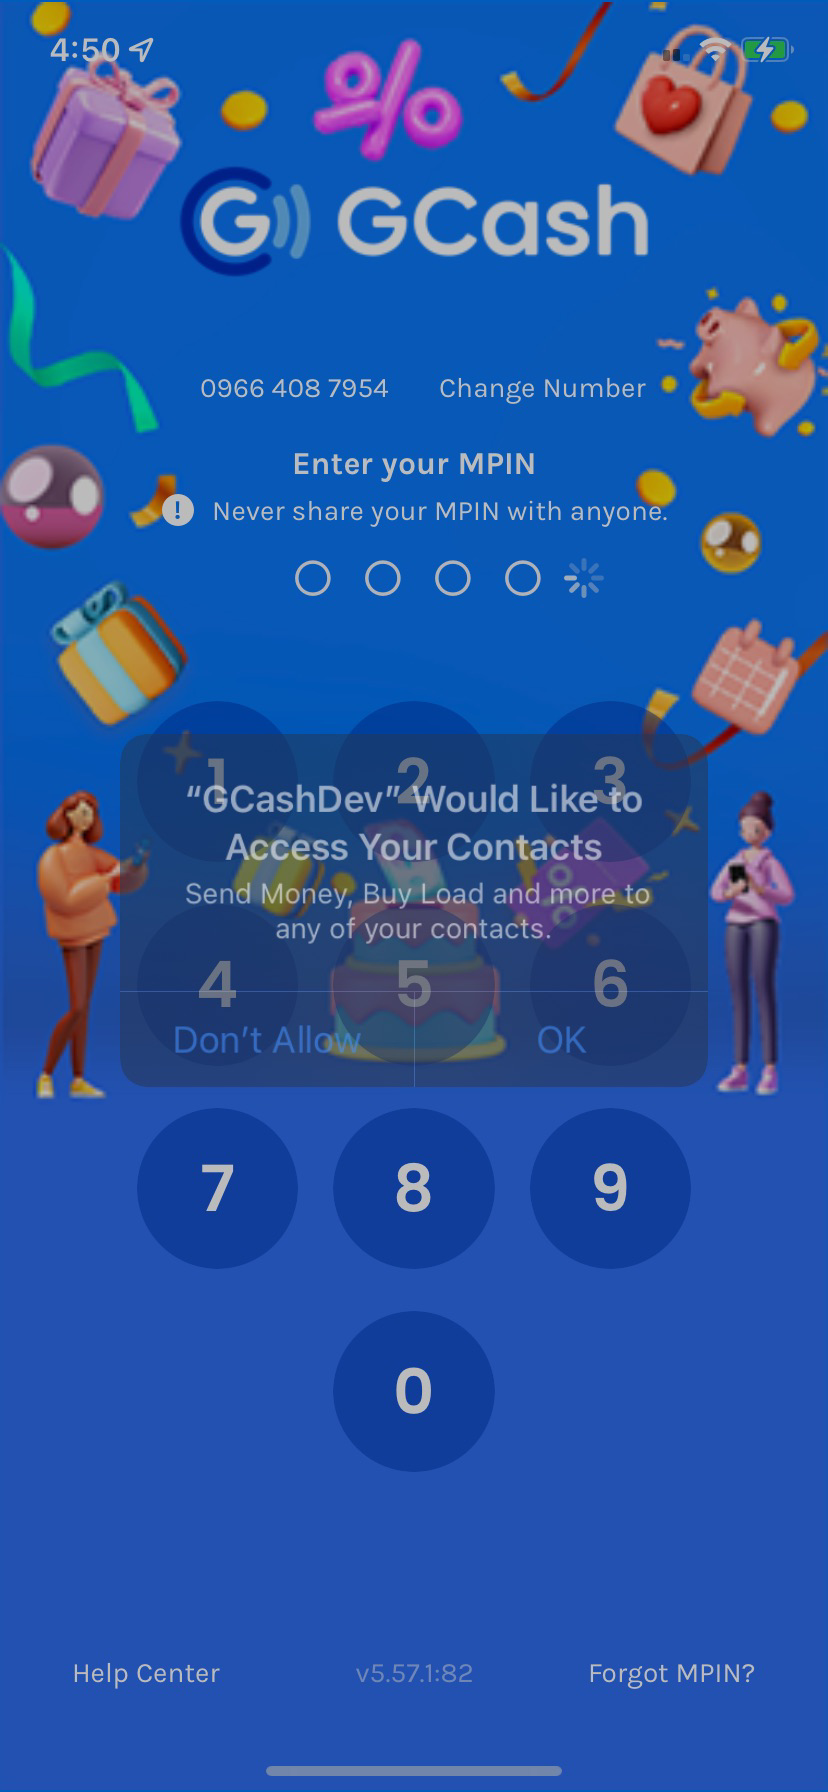 4:50
GCash
0966 408 7954 Change Number
Enter your MPIN
! Never share your MPIN with anyone.
1 2 3
“GCashDev” Would Like to
Access Your Contacts
Send Money, Buy Load and more to
any of your contacts.
4 5 6
Don’t Allow OK
7 8 9
0
Help Center v5.57.1:82 Forgot MPIN?